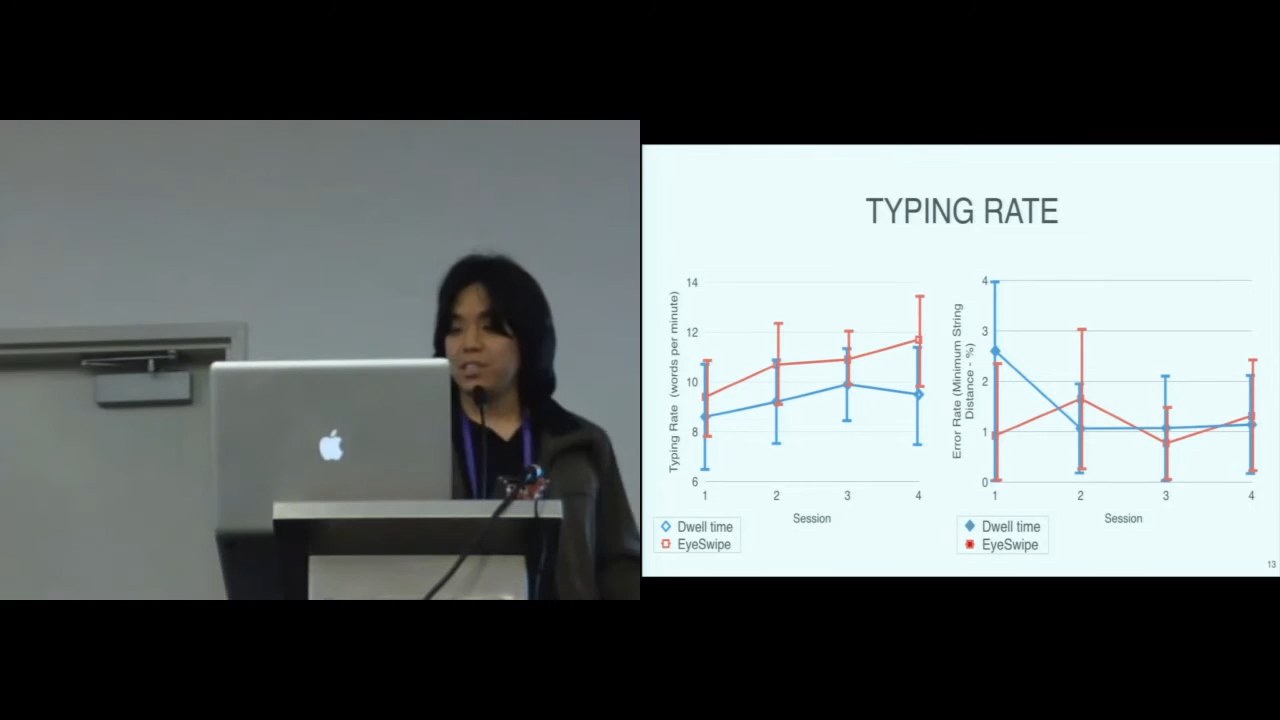 TYPING RATE
Typing Rate (words per minute)
14
12
10
8
6
1 2 3 4
Session
Dwell time
EyeSwipe
Error Rate (Minimum String
Distance - %)
4
3
2
1
0
1 2 3 4
Session
Dwell time
EyeSwipe
13